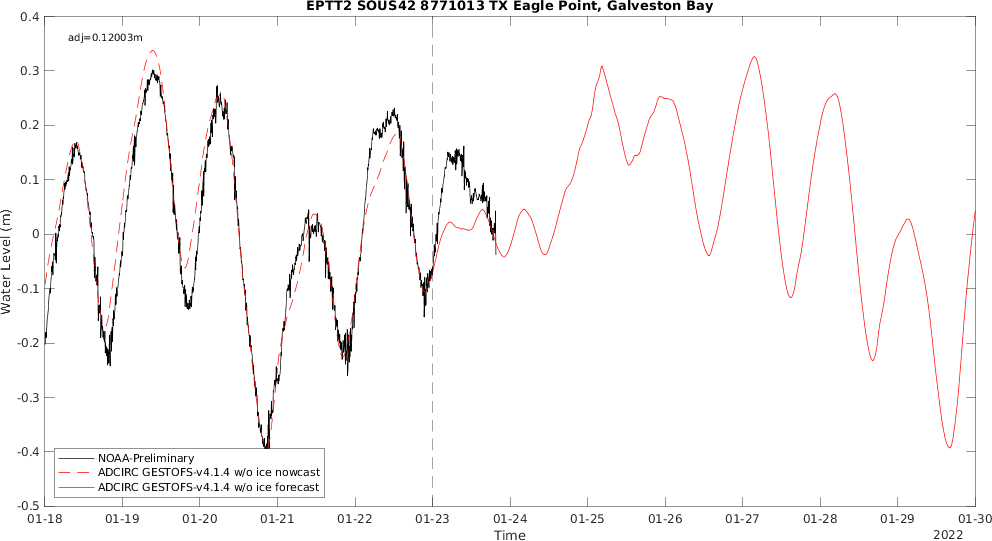 EPTT2 SOUS42 8771013 TX Eagle Point, Galveston Bay
adj=0.12003m
0.4
0.3
0.2
0.1
0
-0.1
-0.2
-0.3
-0.4
-0.5
Water Level (m)
NOAA-Preliminary
ADCIRC GESTOFS-v4.1.4 w/o ice nowcast
ADCIRC GESTOFS-v4.1.4 w/o ice forecast
01-18 01-19 01-20 01-21 01-22 01-23 01-24 01-25 01-26 01-27 01-28 01-29 01-30
Time
2022